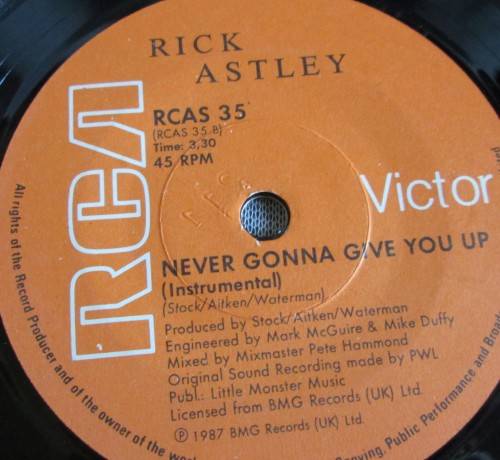 RICK
ASTLEY
RCA
RCAS 35
(RCAS 35 B)
Time: 3,30
45 RPM
Victor
NEVER GONNA GIVE YOU UP
(Instrumental)
(Stock/Aitken/Waterman)
Produced by Stock/Aitken/Waterman
Engineered by Mark McGuire & Mike Duffy
Mixed by Mixmaster Pete Hammond
Original Sound Recording made by PWL
Publ.: Little Monster Music
Licensed from BMG Records (UK) Ltd.
Ⓟ 1987 BMG Records (UK) Ltd.
All rights of the Record Producer and of the owner of the
Public Performance and